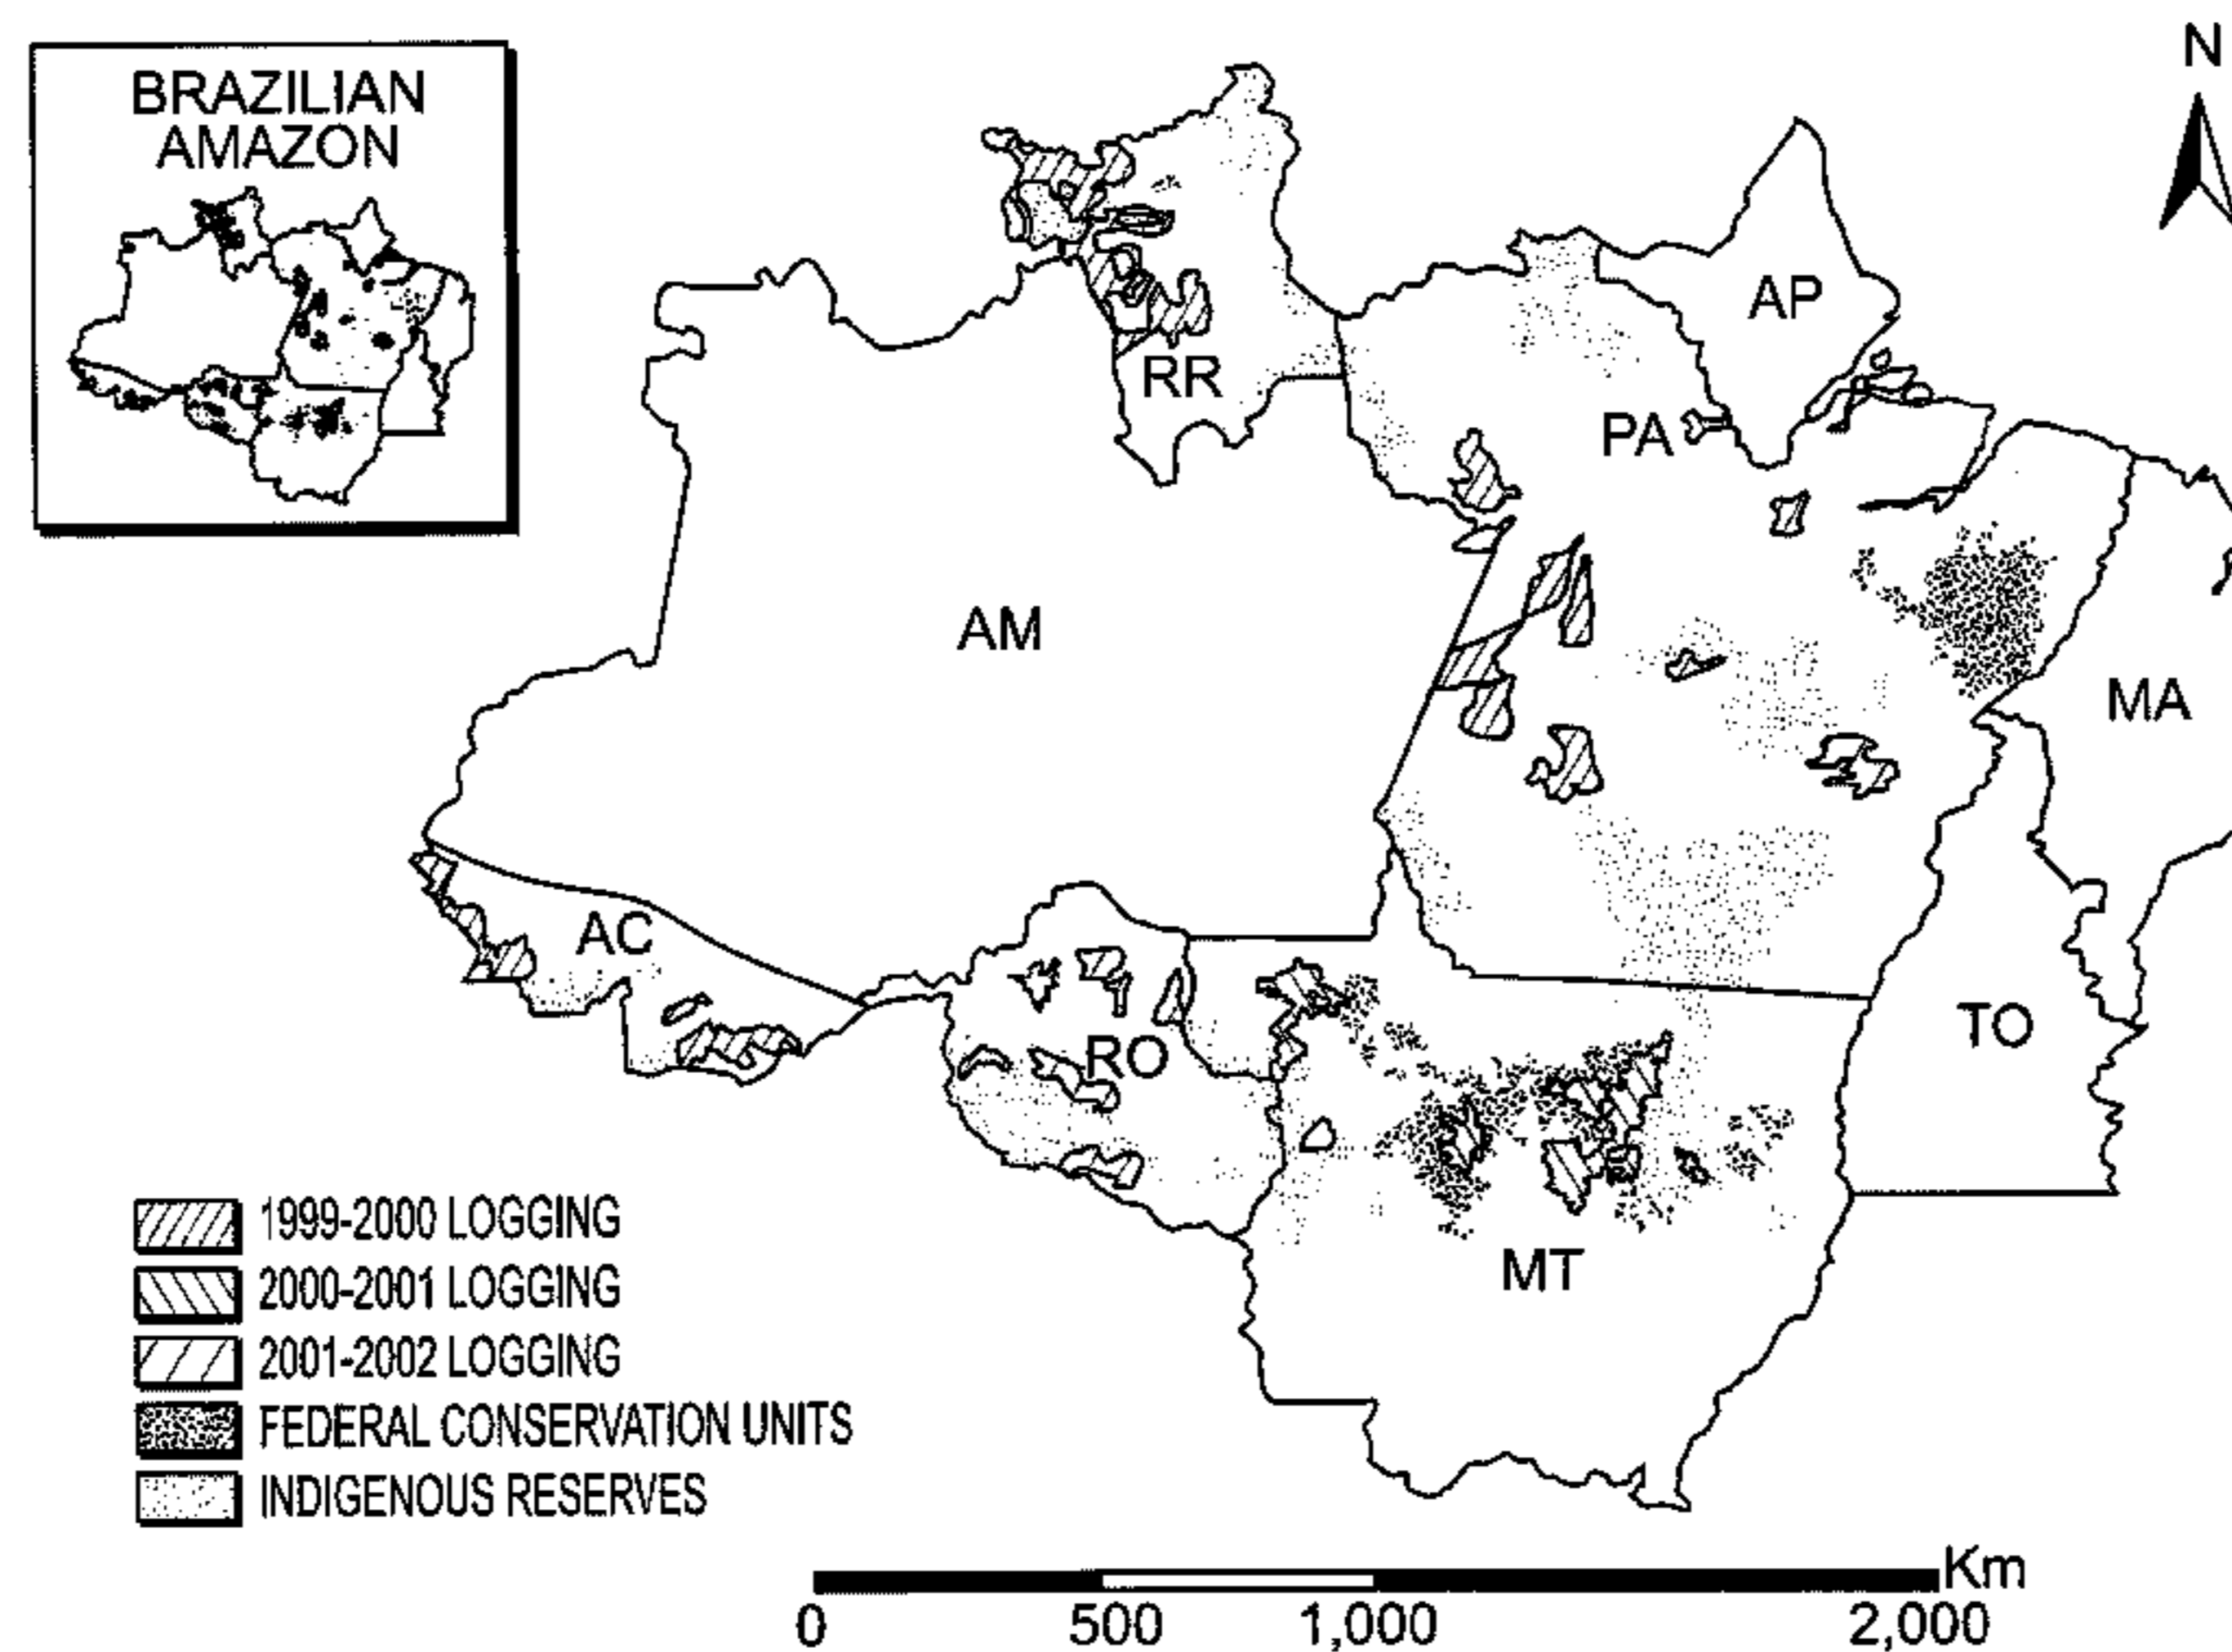 BRAZILIAN
AMAZON
N
AP
RR
PA
AM
MA
AC
RO
TO
MT
1999-2000 LOGGING
2000-2001 LOGGING
2001-2002 LOGGING
FEDERAL CONSERVATION UNITS
INDIGENOUS RESERVES
Km
0 500 1,000 2,000